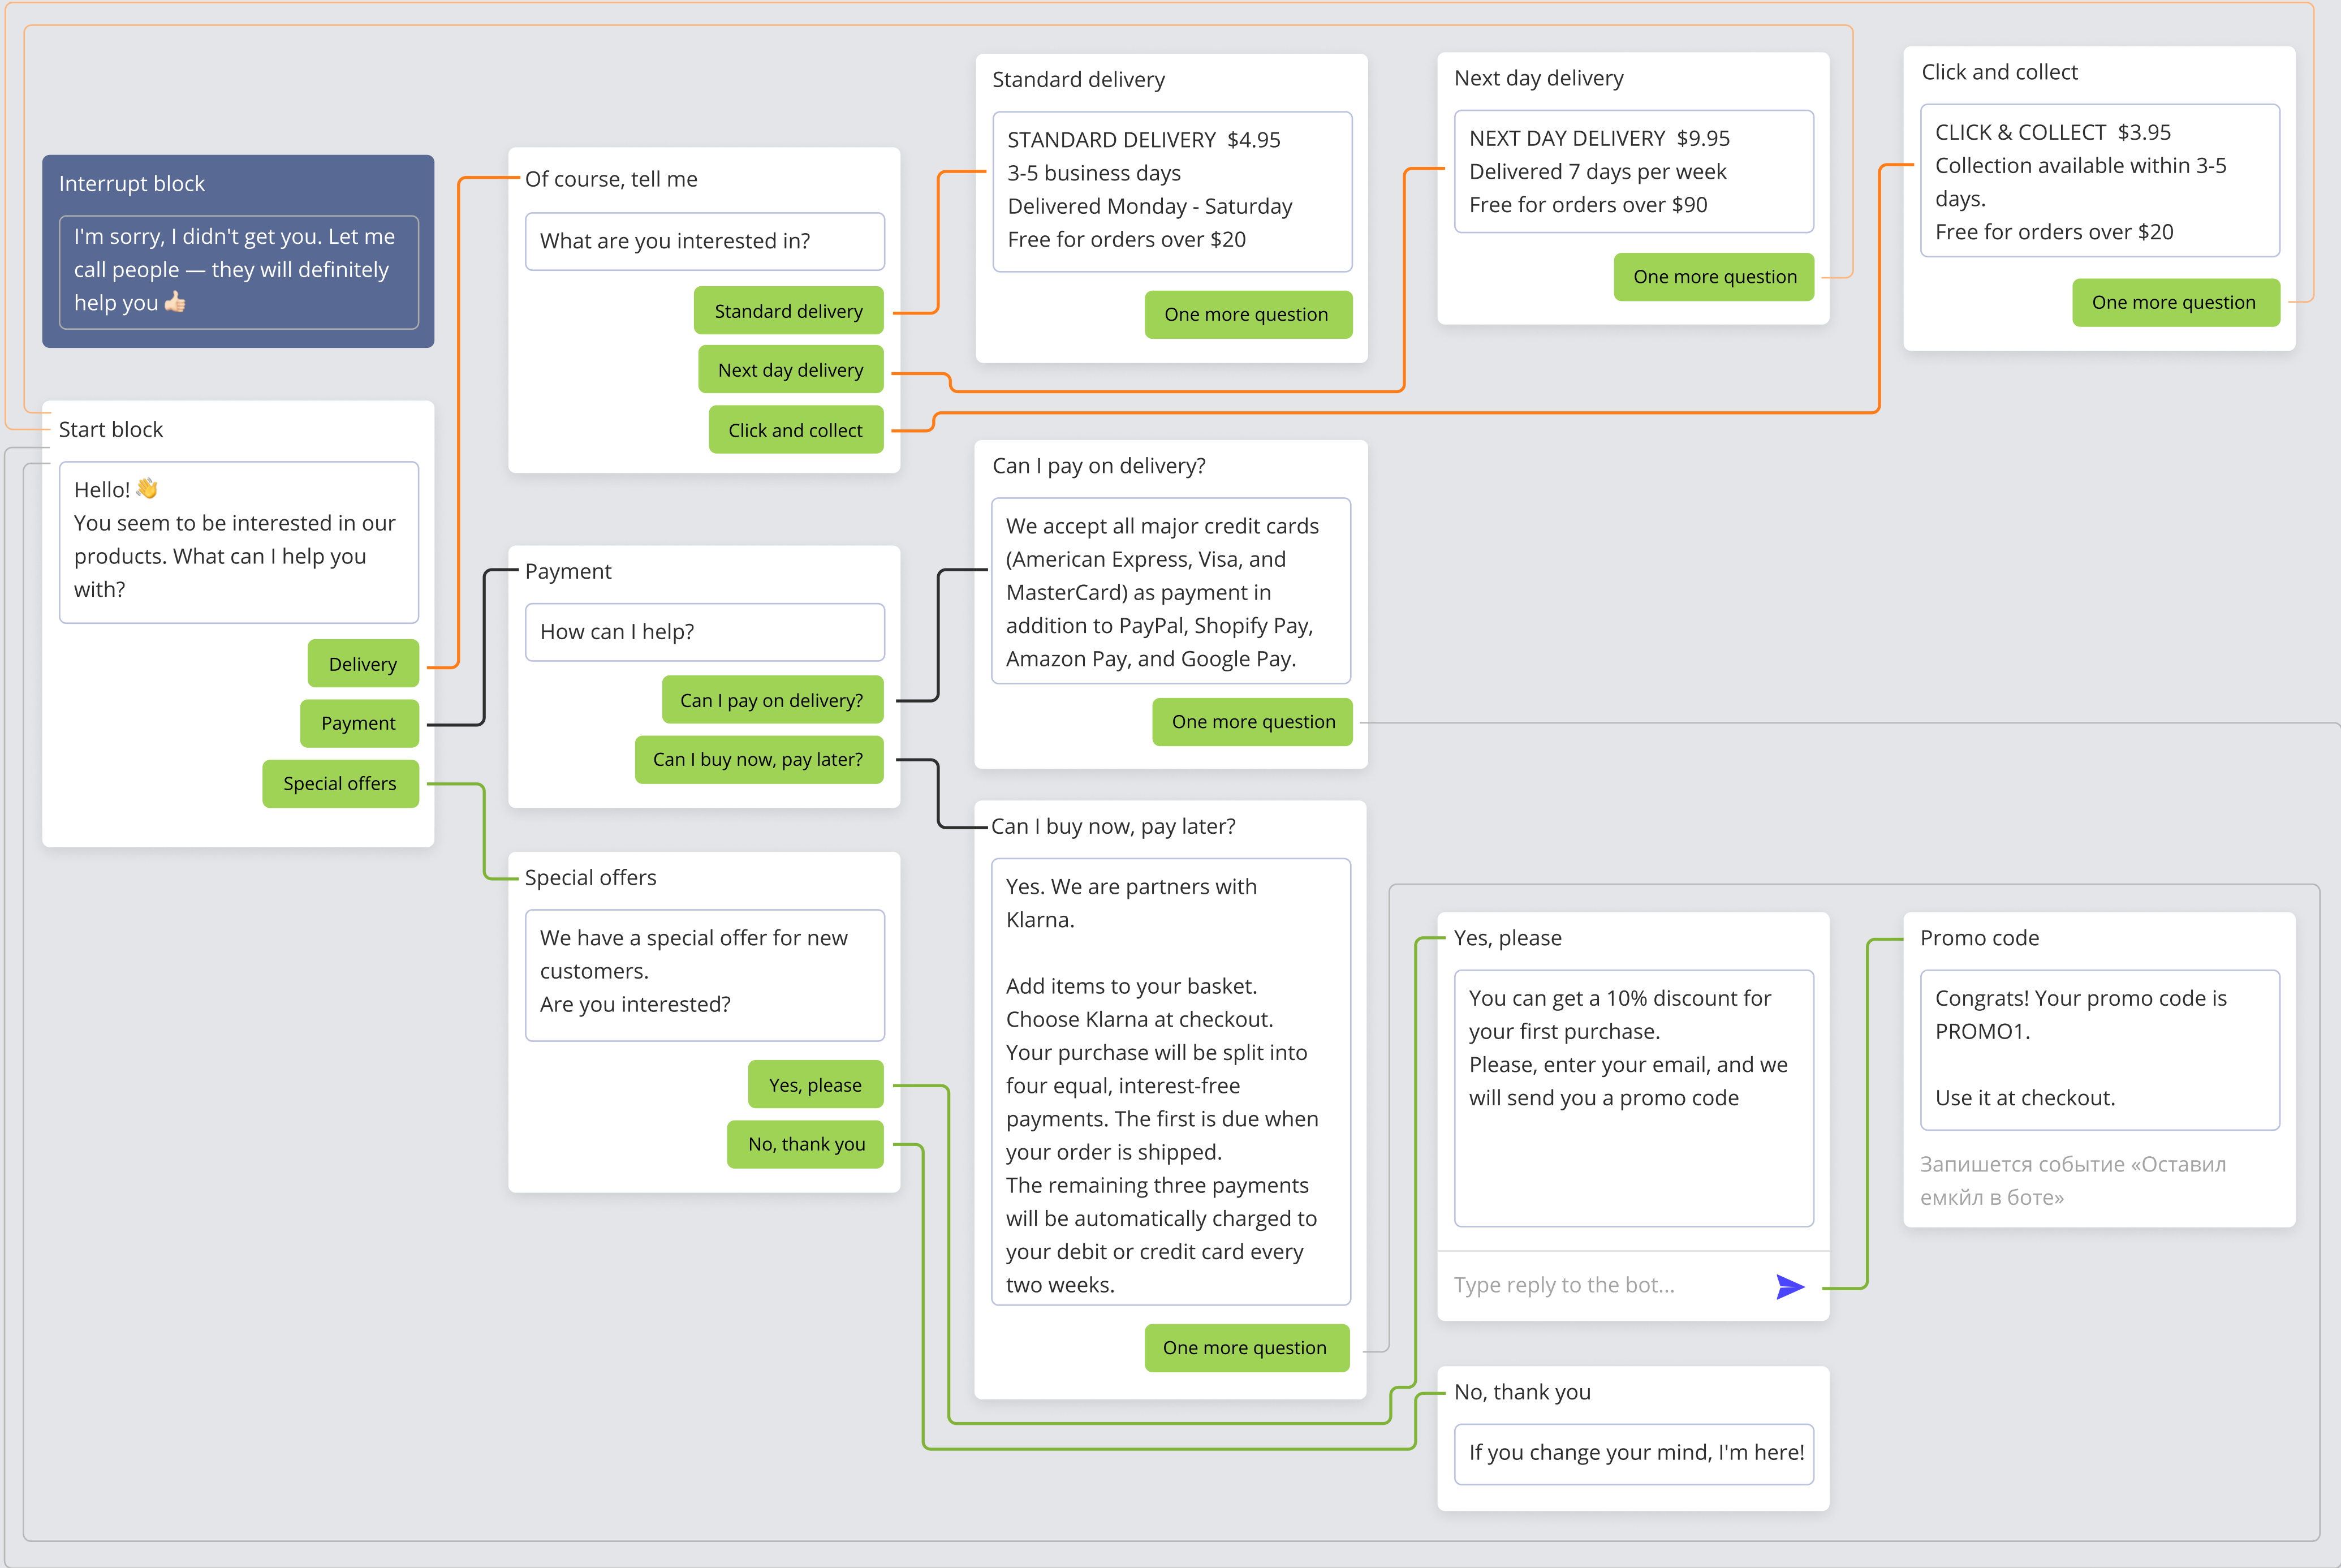 Interrupt block
I'm sorry, I didn't get you. Let me
call people — they will definitely
help you 👍🏻
Start block
Hello! 👋
You seem to be interested in our
products. What can I help you
with?
Delivery
Payment
Special offers
Of course, tell me
What are you interested in?
Standard delivery
Next day delivery
Click and collect
Payment
How can I help?
Can I pay on delivery?
Can I buy now, pay later?
Special offers
We have a special offer for new
customers.
Are you interested?
Yes, please
No, thank you
Standard delivery
STANDARD DELIVERY $4.95
3-5 business days
Delivered Monday - Saturday
Free for orders over $20
One more question
Next day delivery
NEXT DAY DELIVERY $9.95
Delivered 7 days per week
Free for orders over $90
One more question
Click and collect
CLICK & COLLECT $3.95
Collection available within 3-5
days.
Free for orders over $20
One more question
Can I pay on delivery?
We accept all major credit cards
(American Express, Visa, and
MasterCard) as payment in
addition to PayPal, Shopify Pay,
Amazon Pay, and Google Pay.
One more question
Can I buy now, pay later?
Yes. We are partners with
Klarna.
Add items to your basket.
Choose Klarna at checkout.
Your purchase will be split into
four equal, interest-free
payments. The first is due when
your order is shipped.
The remaining three payments
will be automatically charged to
your debit or credit card every
two weeks.
One more question
Yes, please
You can get a 10% discount for
your first purchase.
Please, enter your email, and we
will send you a promo code
Type reply to the bot...
Promo code
Congrats! Your promo code is
PROMO1.
Use it at checkout.
Запишется событие «Оставил
емкйл в боте»
No, thank you
If you change your mind, I'm here!